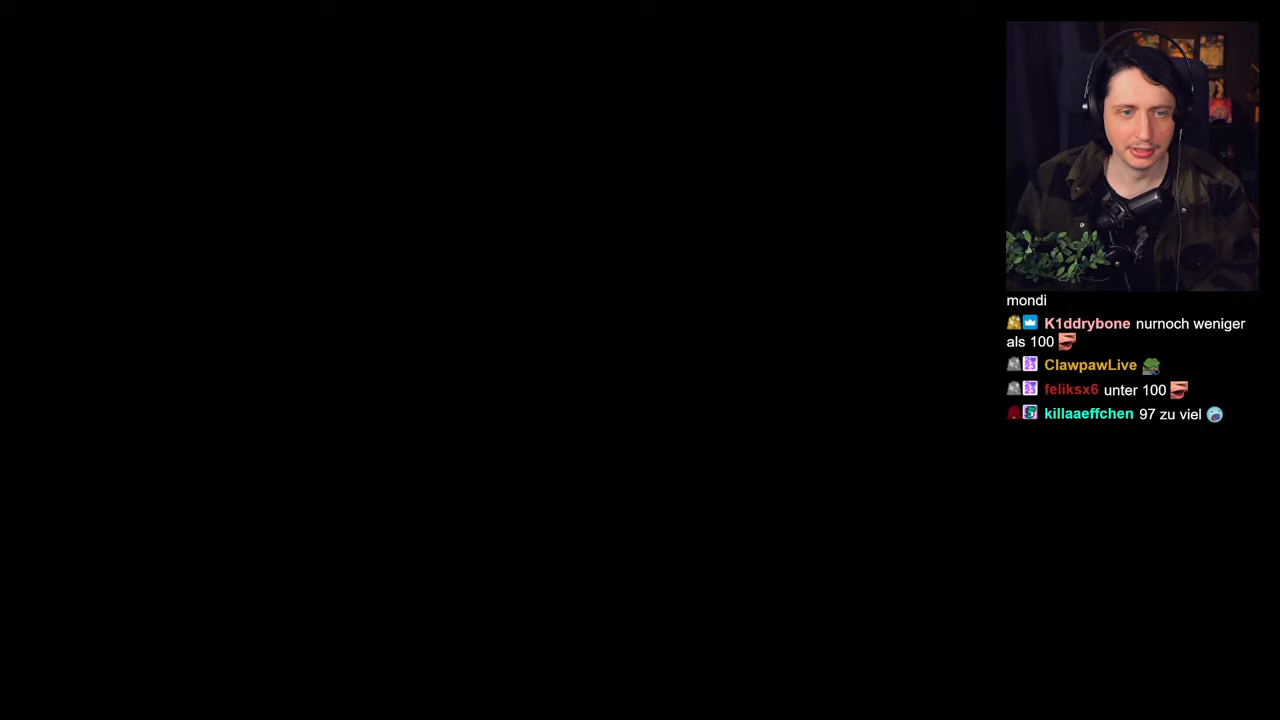 mondi
K1ddrybone nurnoch weniger
als 100
ClawpawLive
feliksx6 unter 100
killaaeffchen 97 zu viel